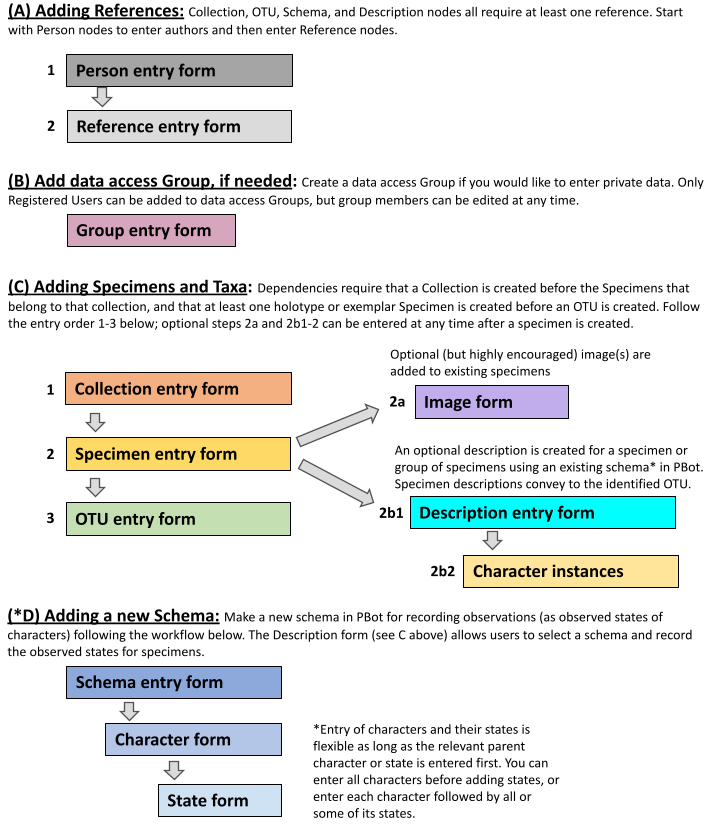 (A) Adding References: Collection, OTU, Schema, and Description nodes all require at least one reference. Start
with Person nodes to enter authors and then enter Reference nodes.
1 Person entry form
2 Reference entry form
(B) Add data access Group, if needed: Create a data access Group if you would like to enter private data. Only
Registered Users can be added to data access Groups, but group members can be edited at any time.
Group entry form
(C) Adding Specimens and Taxa: Dependencies require that a Collection is created before the Specimens that
belong to that collection, and that at least one holotype or exemplar Specimen is created before an OTU is created. Follow
the entry order 1-3 below; optional steps 2a and 2b1-2 can be entered at any time after a specimen is created.
1 Collection entry form
2 Specimen entry form
3 OTU entry form
Optional (but highly encouraged) image(s) are
added to existing specimens
2a Image form
An optional description is created for a specimen or
group of specimens using an existing schema* in PBot.
Specimen descriptions convey to the identified OTU.
2b1 Description entry form
2b2 Character instances
(*D) Adding a new Schema: Make a new schema in PBot for recording observations (as observed states of
characters) following the workflow below. The Description form (see C above) allows users to select a schema and record
the observed states for specimens.
Schema entry form
Character form
State form
*Entry of characters and their states is
flexible as long as the relevant parent
character or state is entered first. You can
enter all characters before adding states, or
enter each character followed by all or
some of its states.